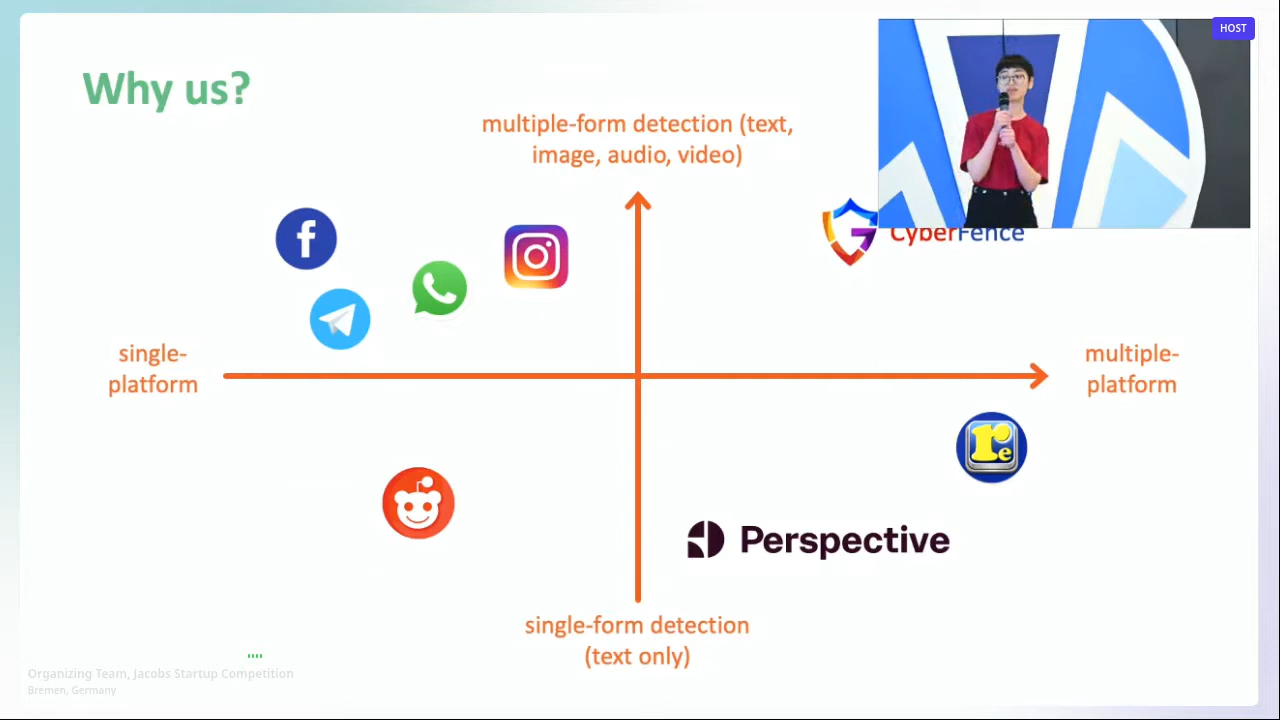 HOST
Why us?
multiple-form detection (text,
image, audio, video)
CyberFence
single-
platform
multiple-
platform
re
Perspective
single-form detection
(text only)
Organizing Team, Jacobs Startup Competition
Bremen, Germany